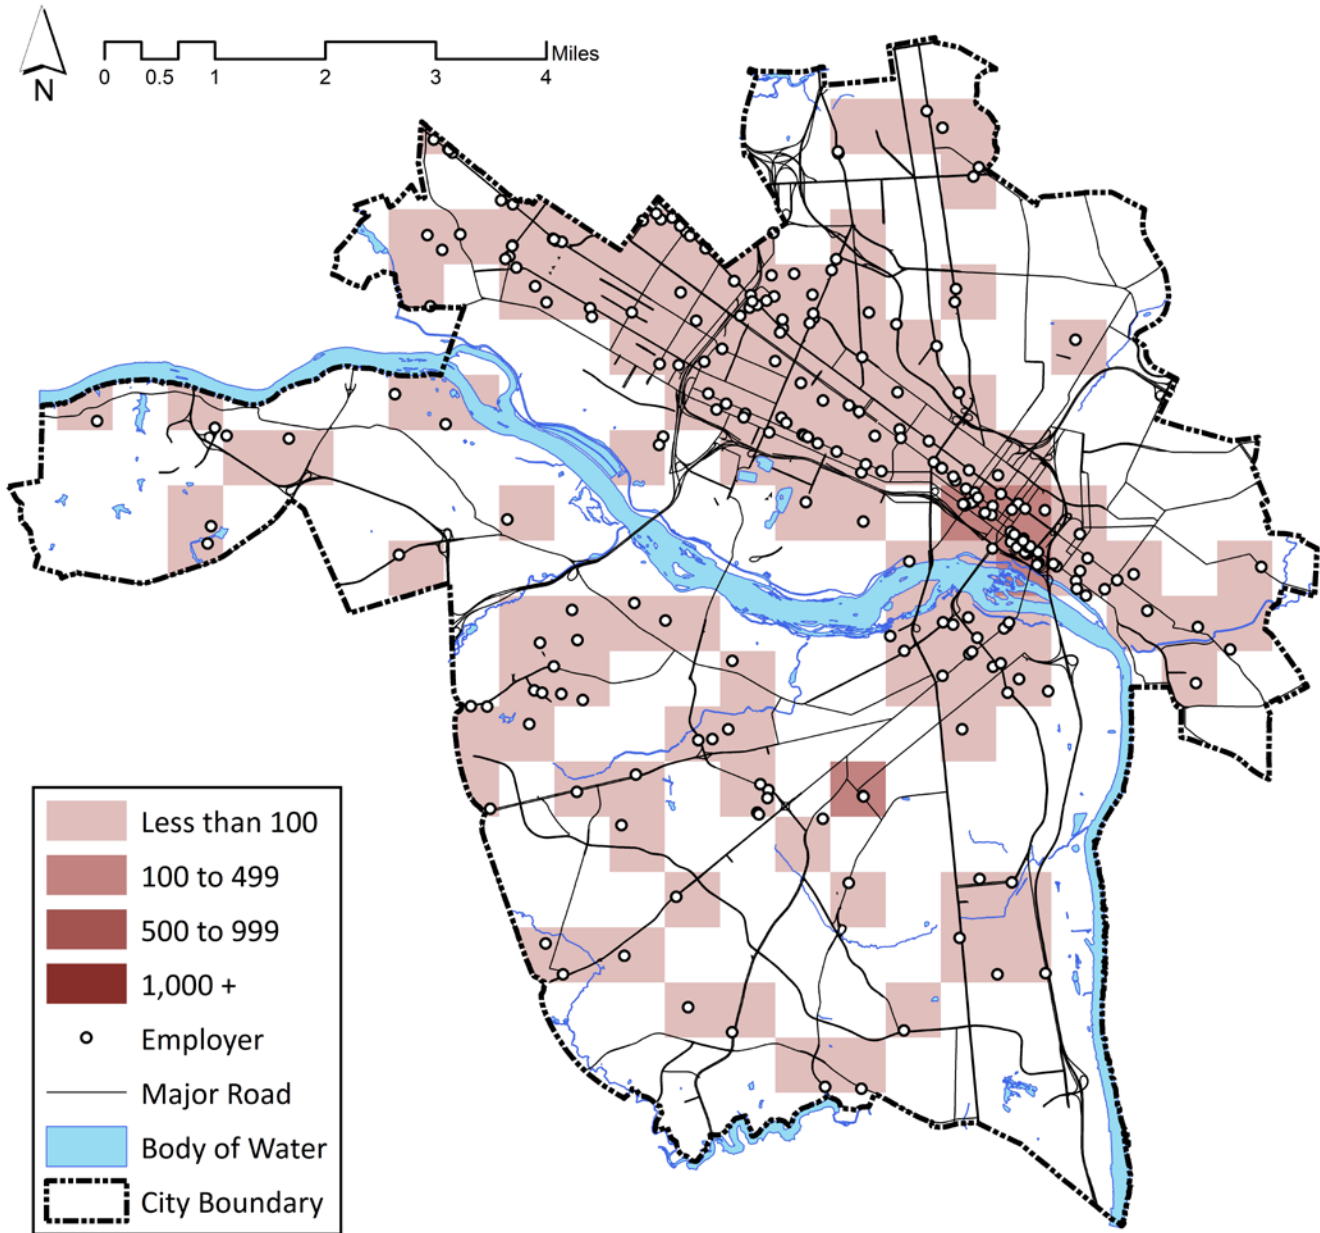 N
0 0.5 1 2 3 4 Miles
Less than 100
100 to 499
500 to 999
1,000 +
Employer
Major Road
Body of Water
City Boundary